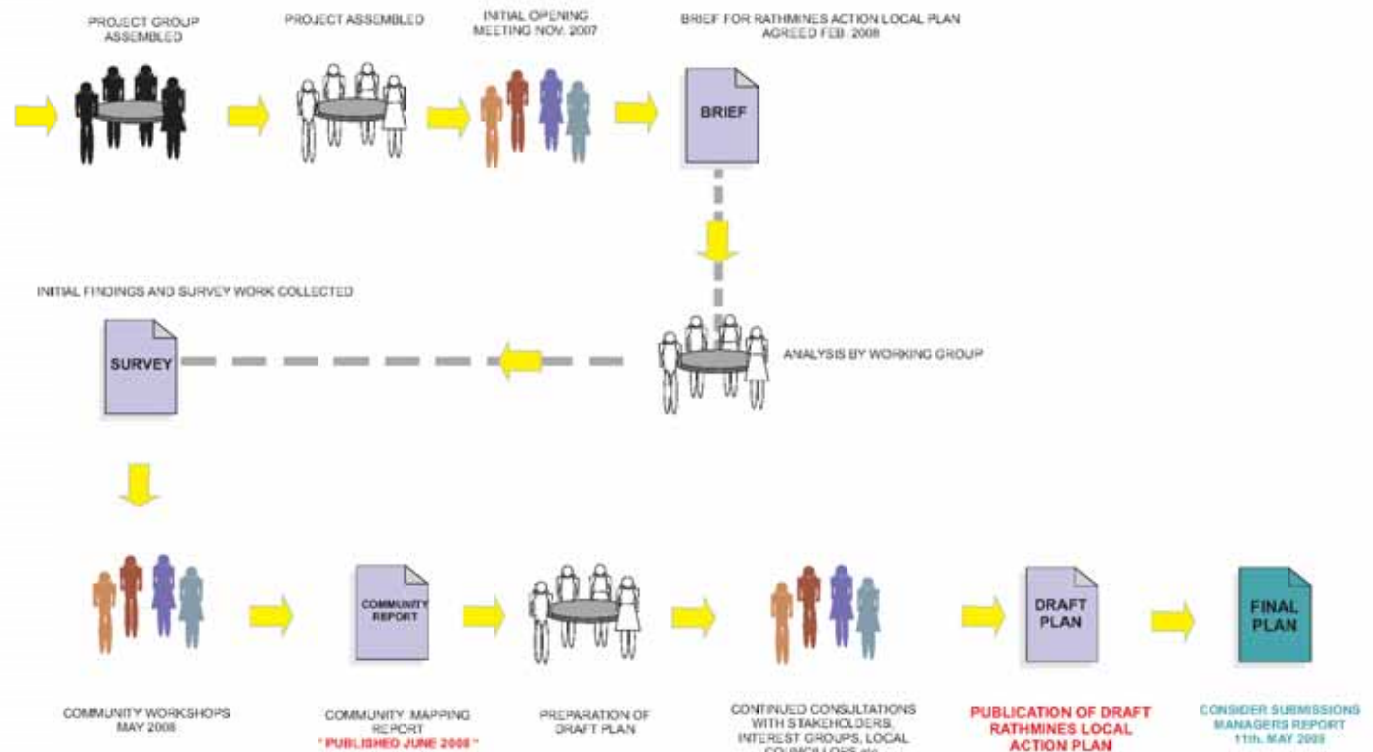 PROJECT GROUP
ASSEMBLED
PROJECT ASSEMBLED
INITIAL OPENING
MEETING NOV. 2007
BRIEF FOR RATHMINES ACTION LOCAL PLAN
AGREED FEB. 2008
BRIEF
INITIAL FINDINGS AND SURVEY WORK COLLECTED
SURVEY
ANALYSIS BY WORKING GROUP
COMMUNITY
REPORT
DRAFT
PLAN
FINAL
PLAN
COMMUNITY WORKSHOPS
MAY 2008
COMMUNITY MAPPING
REPORT
"PUBLISHED JUNE 2008"
PREPARATION OF
DRAFT PLAN
CONTINUED CONSULTATIONS
WITH STAKEHOLDERS,
INTEREST GROUPS, LOCAL
COUNCILLORS etc
PUBLICATION OF DRAFT
RATHMINES LOCAL
ACTION PLAN
CONSIDER SUBMISSIONS
MANAGERS REPORT
11th. MAY